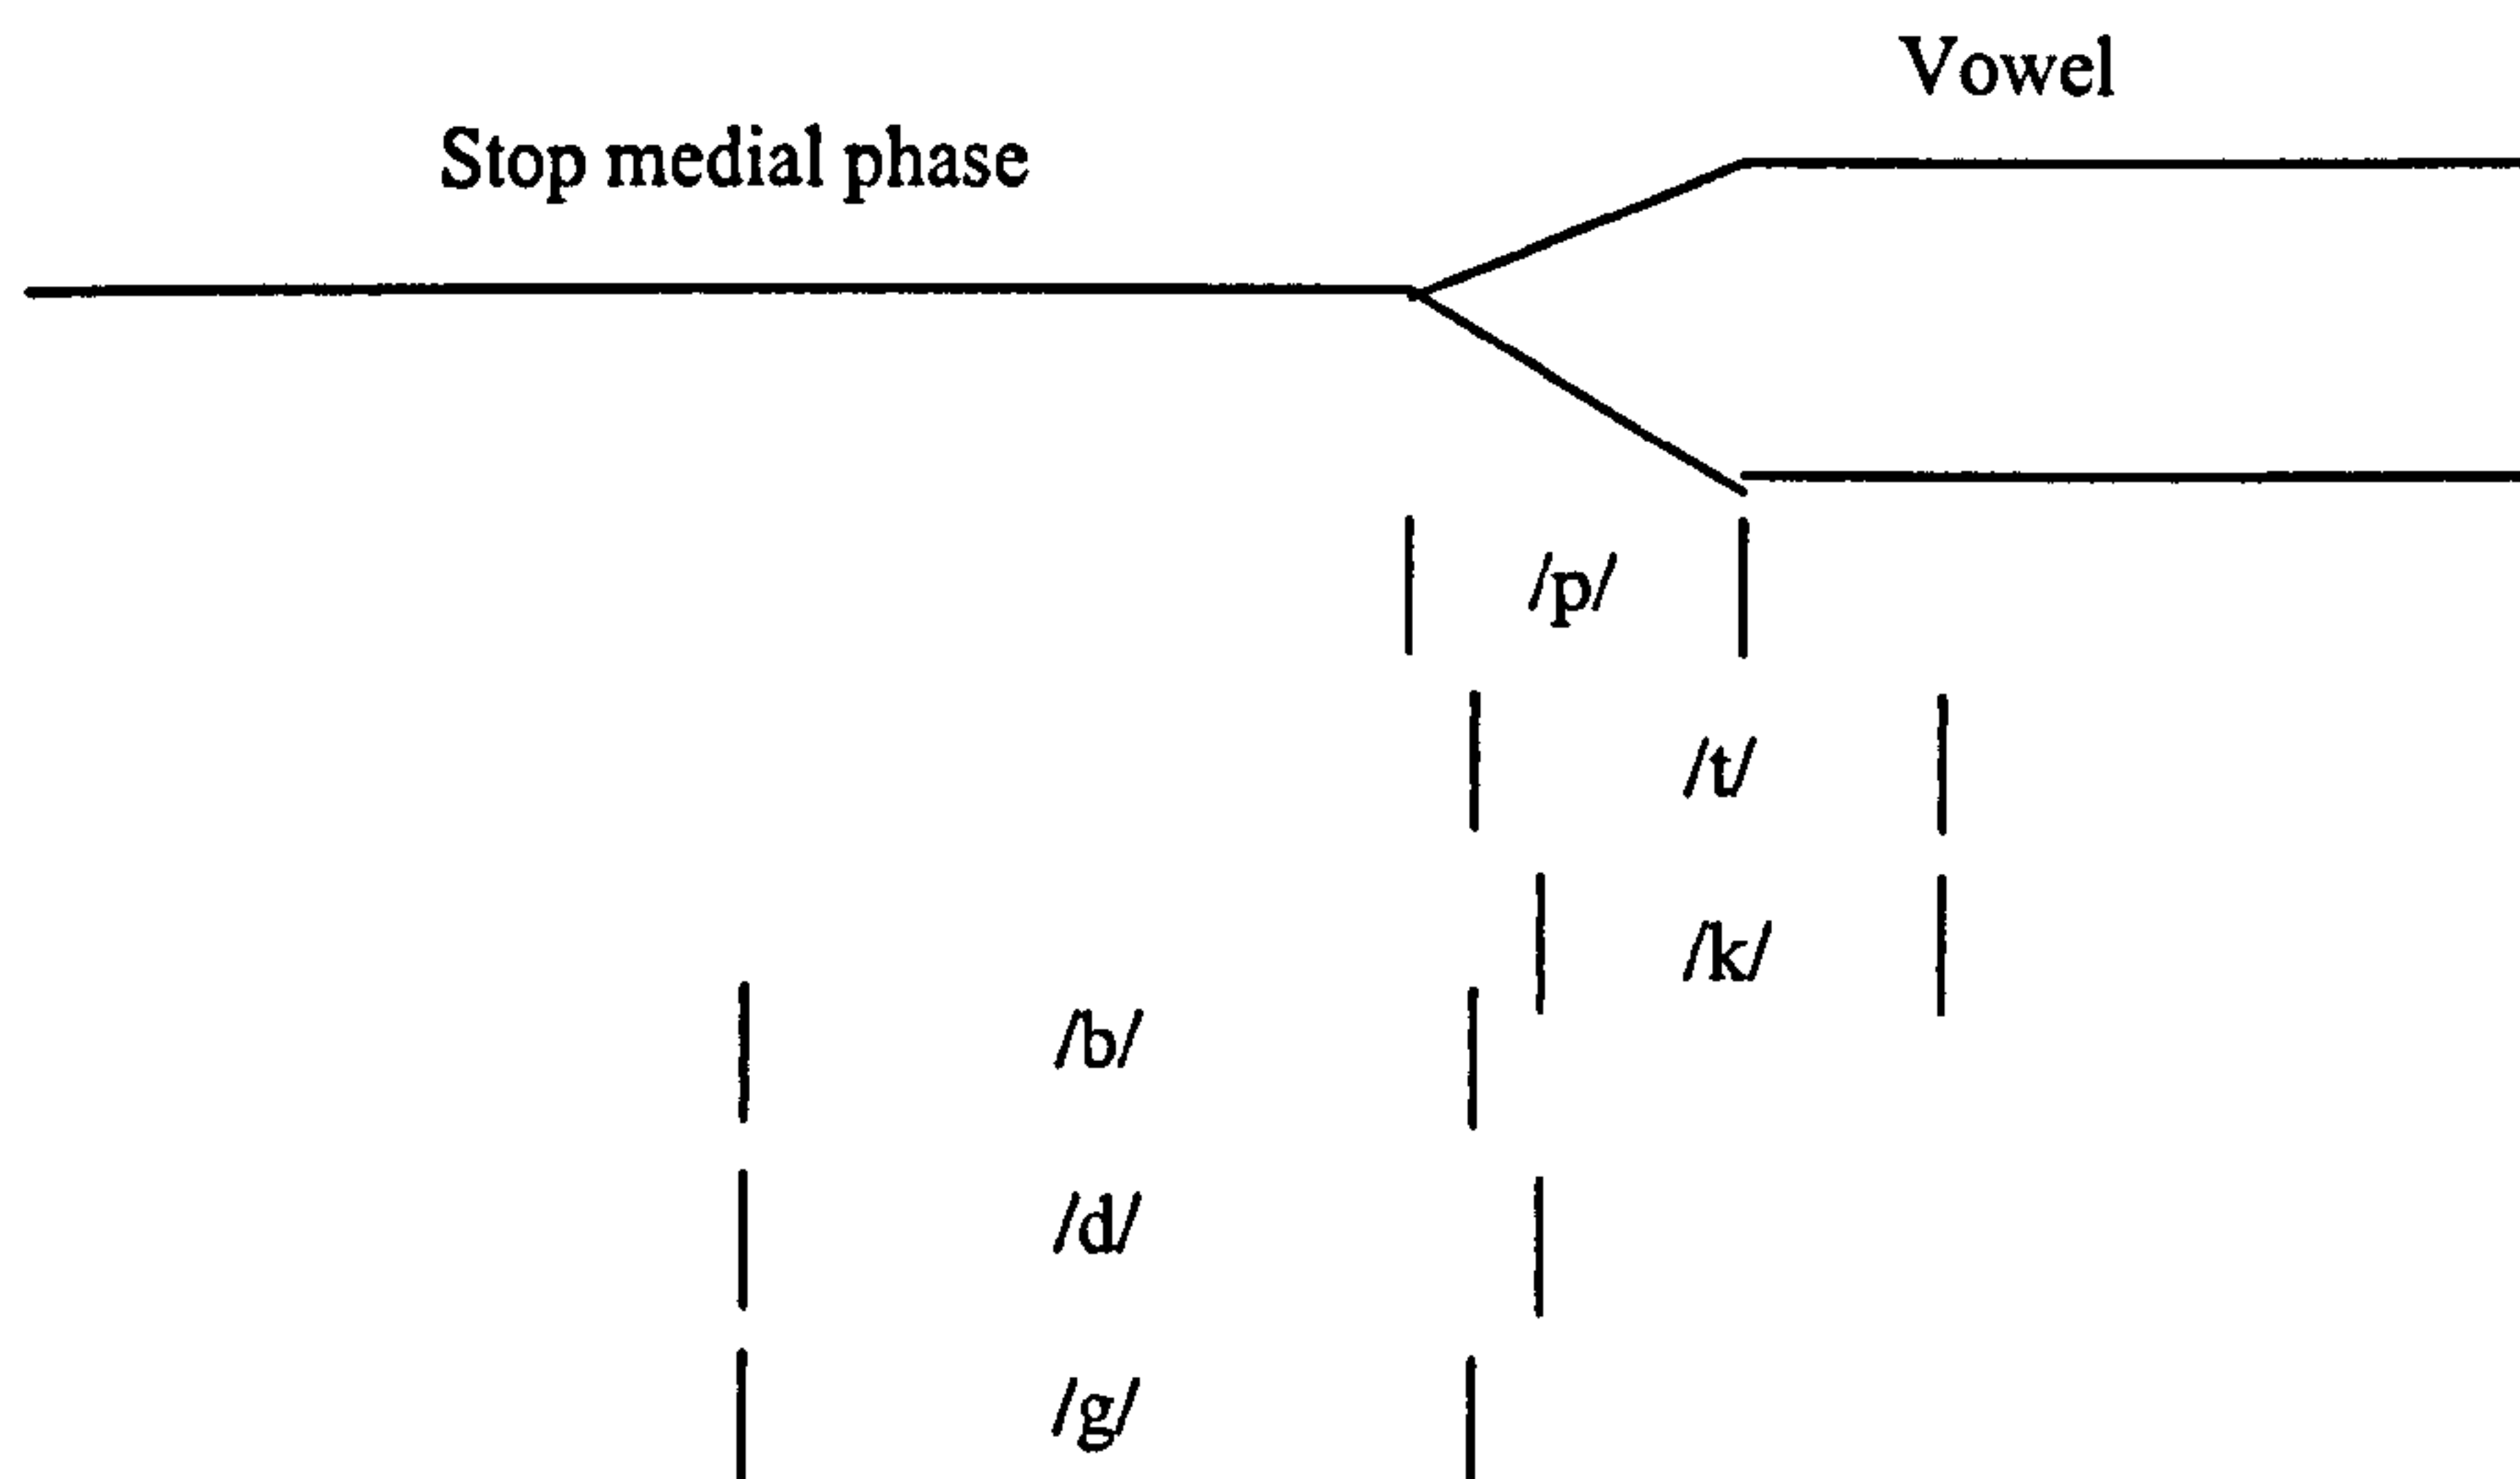 Vowel
Stop medial phase
/p/
/t/
/k/
/b/
/d/
/g/